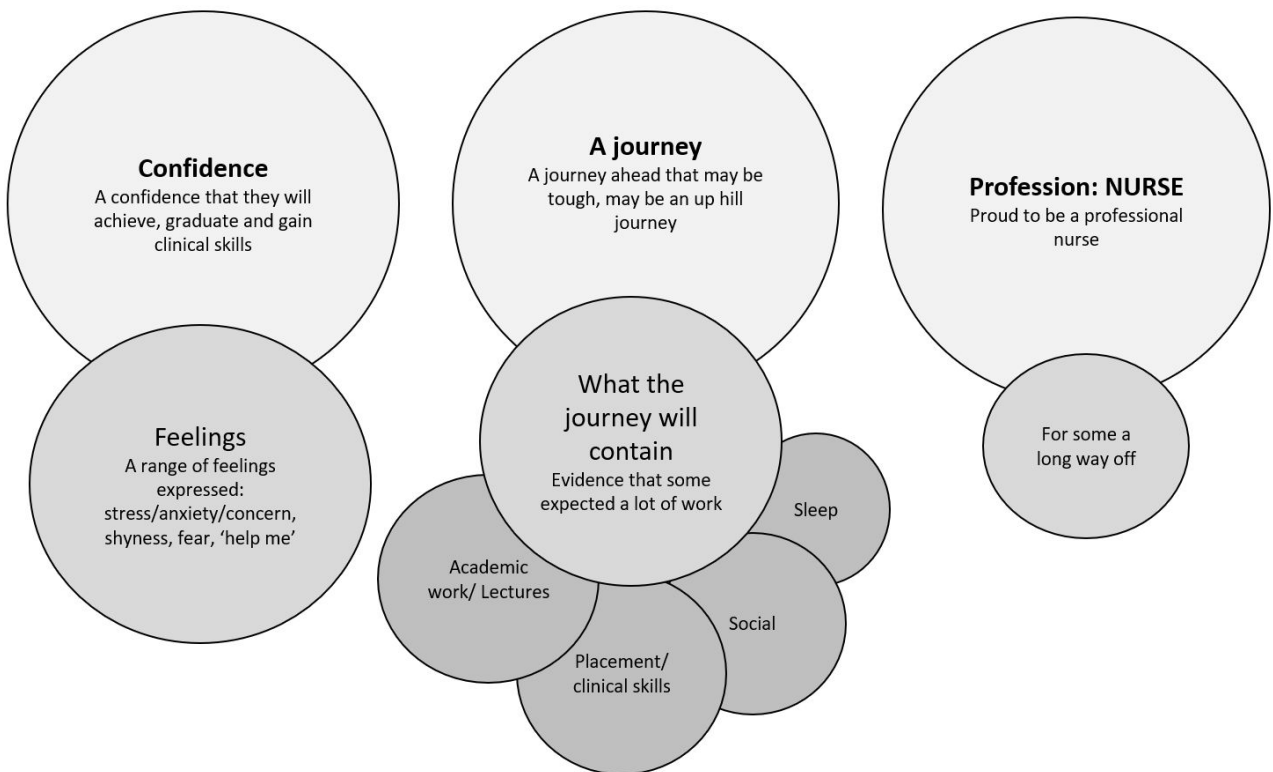 Confidence
A confidence that they will
achieve, graduate and gain
clinical skills
Feelings
A range of feelings
expressed:
stress/anxiety/concern,
shyness, fear, ‘help me’
A journey
A journey ahead that may be
tough, may be an up hill
journey
What the
journey will
contain
Evidence that some
expected a lot of work
Academic
work/ Lectures
Placement/
clinical skills
Social
Sleep
Profession: NURSE
Proud to be a professional
nurse
For some a
long way off